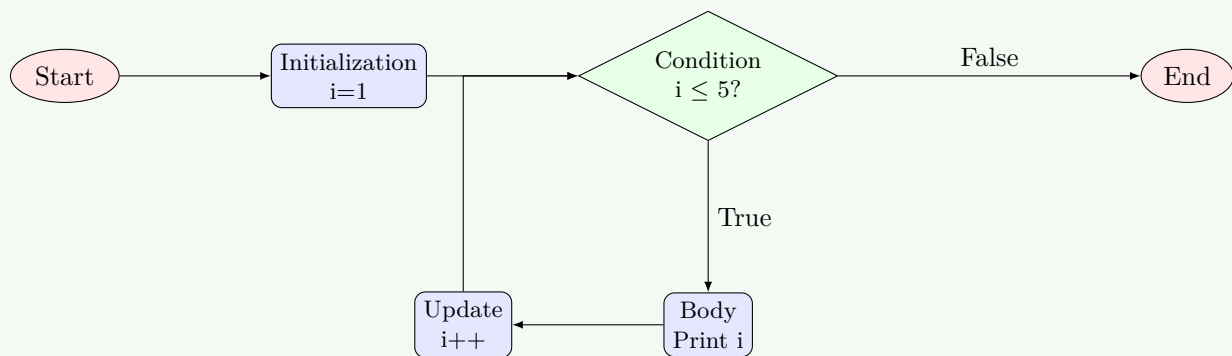 Start
Initialization
i=1
Condition
i ≤ 5?
False
End
True
Update
i++
Body
Print i